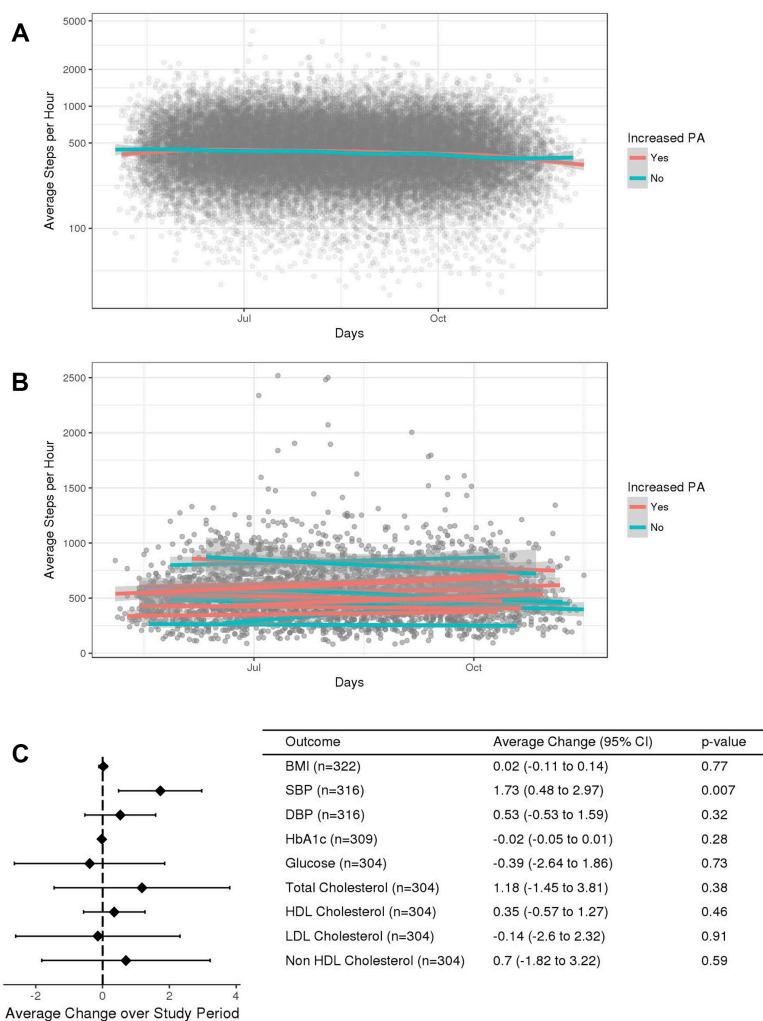 A
5000
2000
1000
500
100
Average Steps per Hour
Jul
Oct
Days
Increased PA
Yes
No
B
2500
2000
1500
1000
500
0
Average Steps per Hour
Jul
Oct
Days
Increased PA
Yes
No
C
Outcome Average Change (95% CI) p-value
BMI (n=322) 0.02 (-0.11 to 0.14) 0.77
SBP (n=316) 1.73 (0.48 to 2.97) 0.007
DBP (n=316) 0.53 (-0.53 to 1.59) 0.32
HbA1c (n=309) -0.02 (-0.05 to 0.01) 0.28
Glucose (n=304) -0.39 (-2.64 to 1.86) 0.73
Total Cholesterol (n=304) 1.18 (-1.45 to 3.81) 0.38
HDL Cholesterol (n=304) 0.35 (-0.57 to 1.27) 0.46
LDL Cholesterol (n=304) -0.14 (-2.6 to 2.32) 0.91
Non HDL Cholesterol (n=304) 0.7 (-1.82 to 3.22) 0.59
-2 0 2 4
Average Change over Study Period